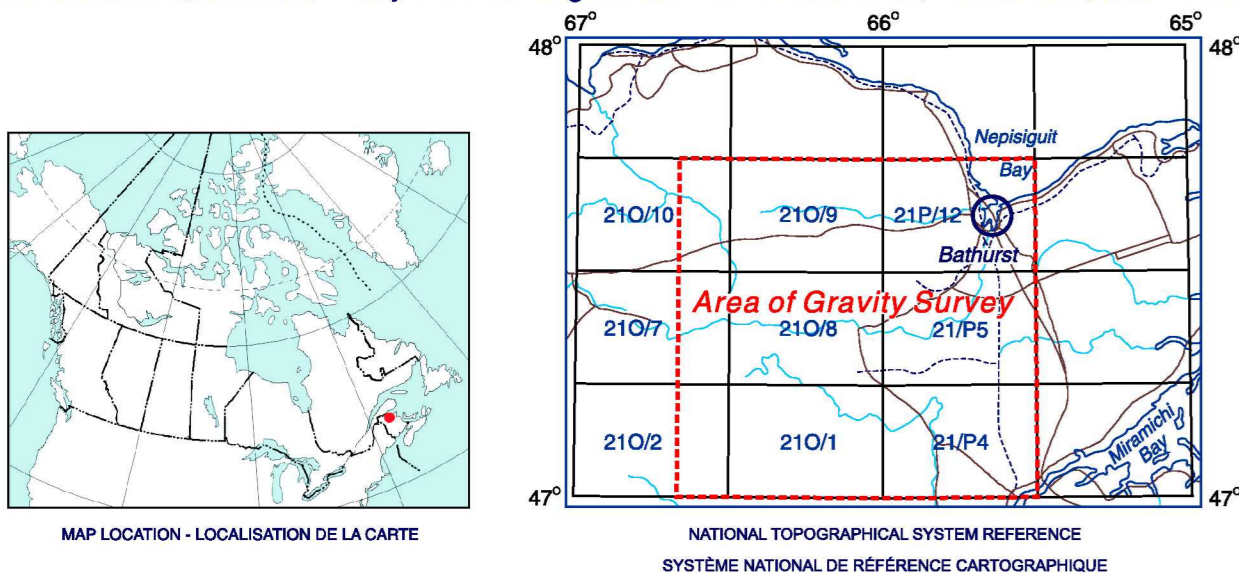 67° 66° 65°
48° 48°
Nepisiguit
Bay
21O/10 21O/9 21P/12
Bathurst
Area of Gravity Survey
21O/7 21O/8 21/P5
21O/2 21O/1 21/P4
Miramichi
Bay
47° 47°
MAP LOCATION - LOCALISATION DE LA CARTE
NATIONAL TOPOGRAPHICAL SYSTEM REFERENCE
SYSTÈME NATIONAL DE RÉFÉRENCE CARTOGRAPHIQUE